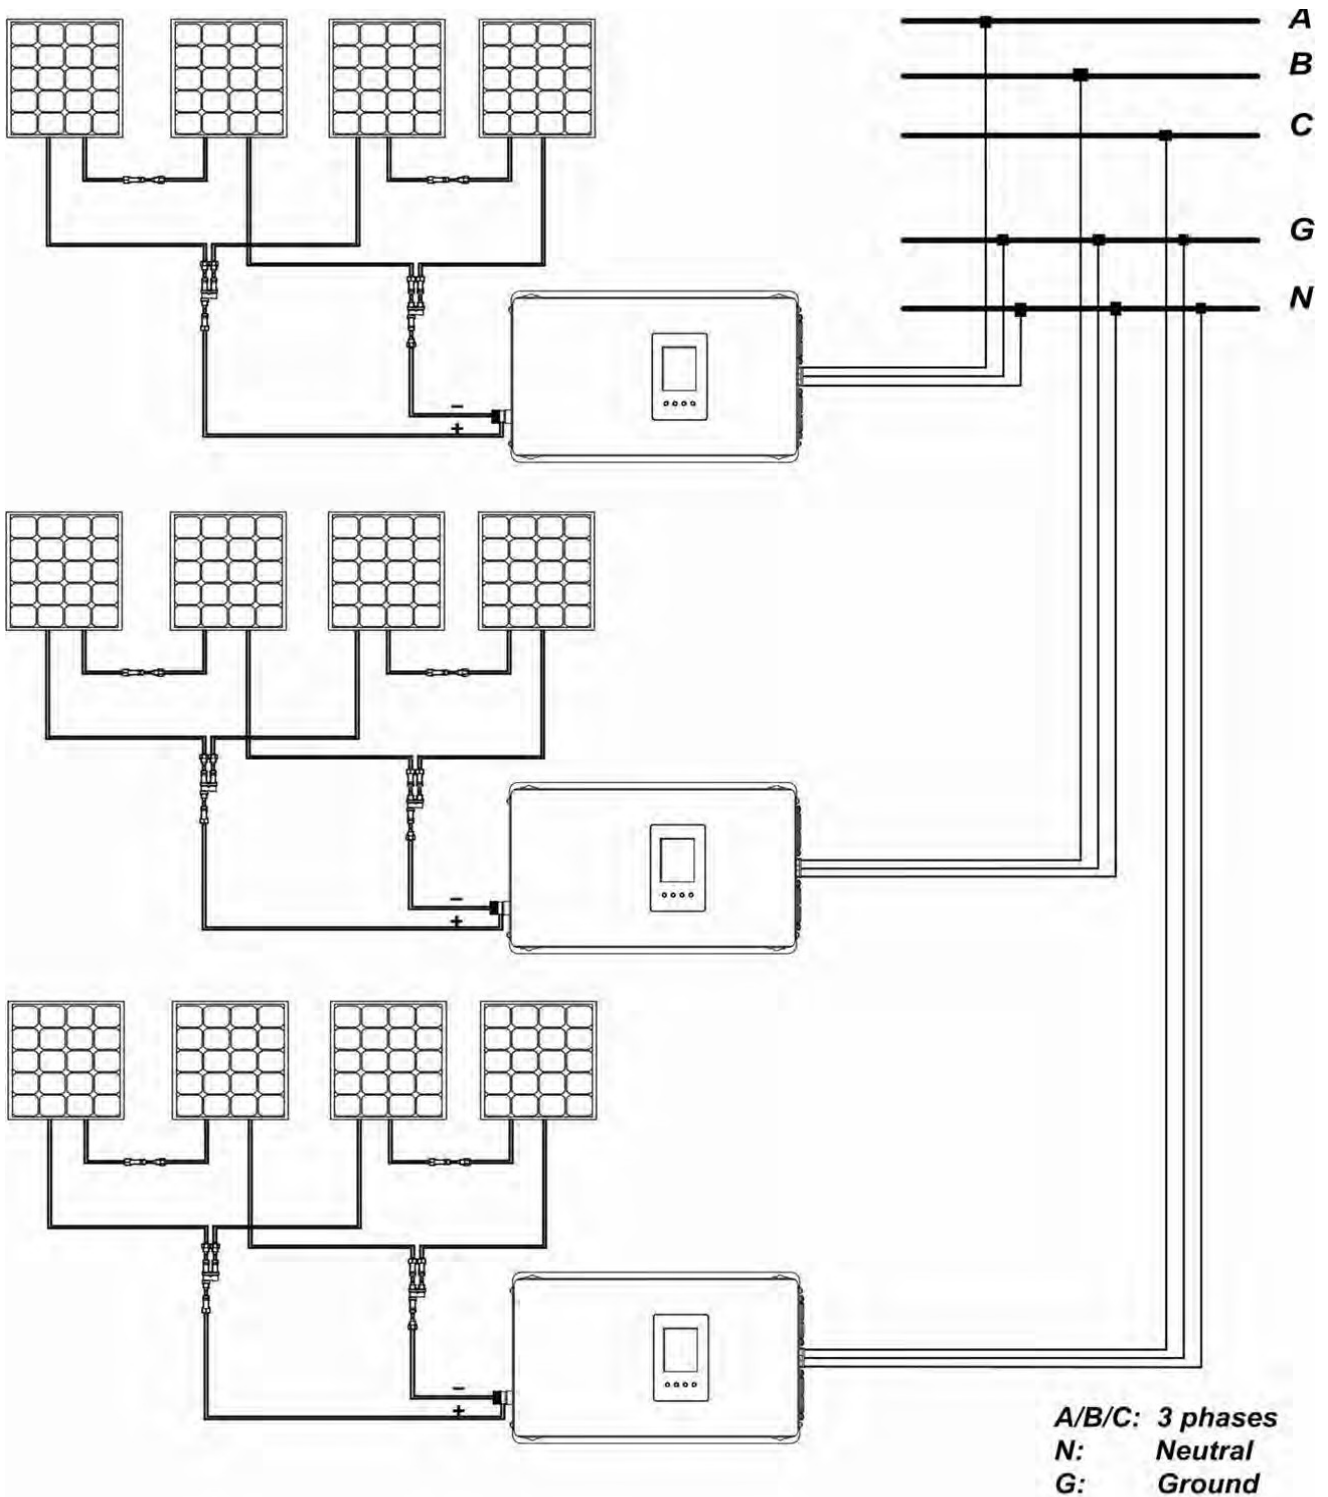 A
B
C
G
N
−
+
−
+
−
+
A/B/C: 3 phases
N: Neutral
G: Ground